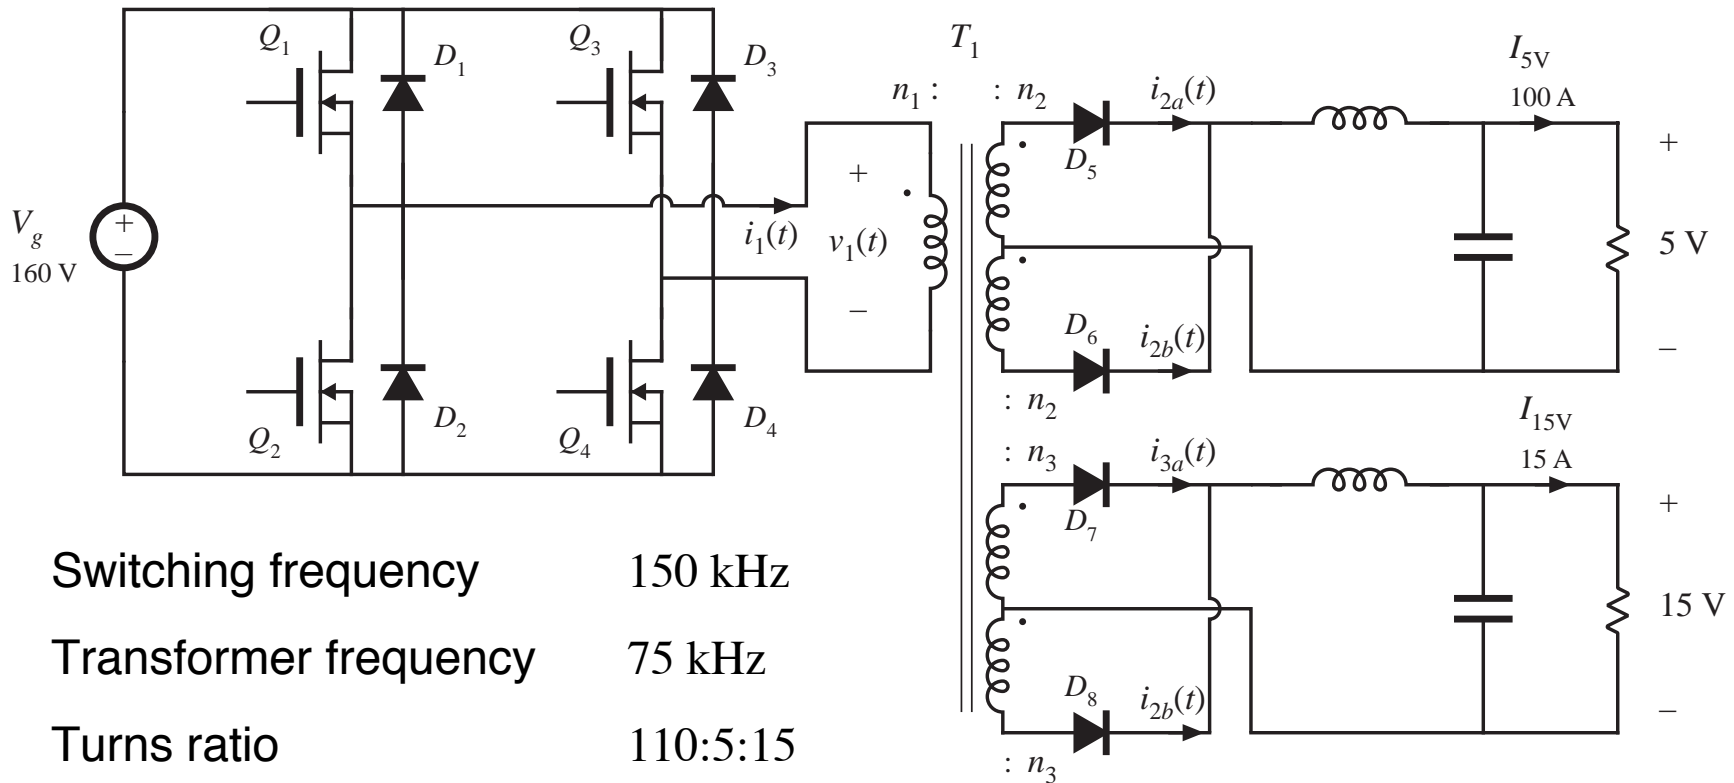 Q1
D1
Q3
D3
T1
n1 :
: n2
i2a(t)
I5V
100 A
D5
+
Vg
160 V
+
–
i1(t)
+
v1(t)
–
5 V
D6
i2b(t)
–
: n2
Q2
D2
Q4
D4
: n3
i3a(t)
I15V
15 A
D7
+
15 V
D8
i2b(t)
–
: n3
Switching frequency 150 kHz
Transformer frequency 75 kHz
Turns ratio 110:5:15